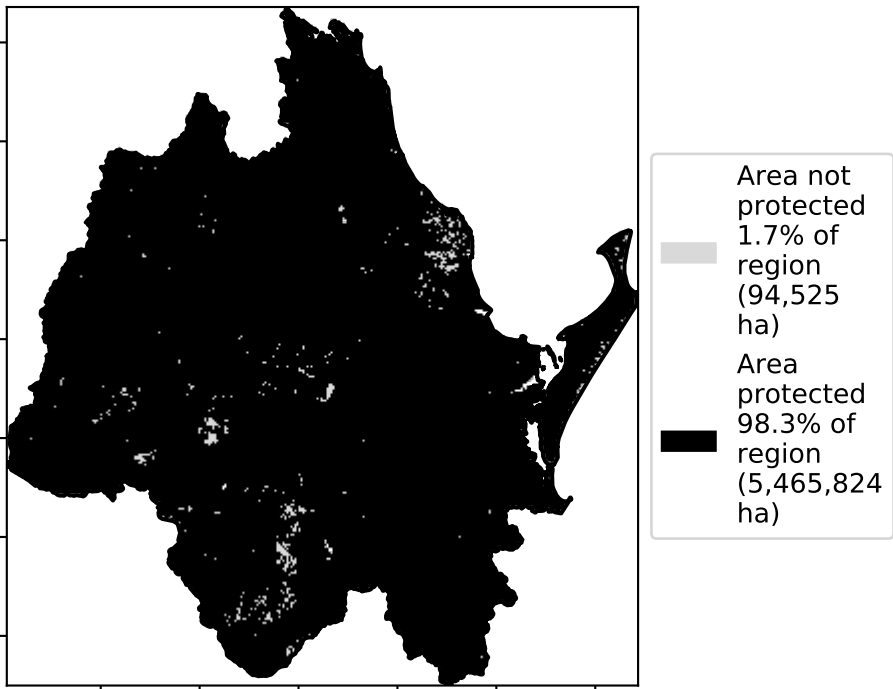 Area not
protected
1.7% of
region
(94,525
ha)
Area
protected
98.3% of
region
(5,465,824
ha)